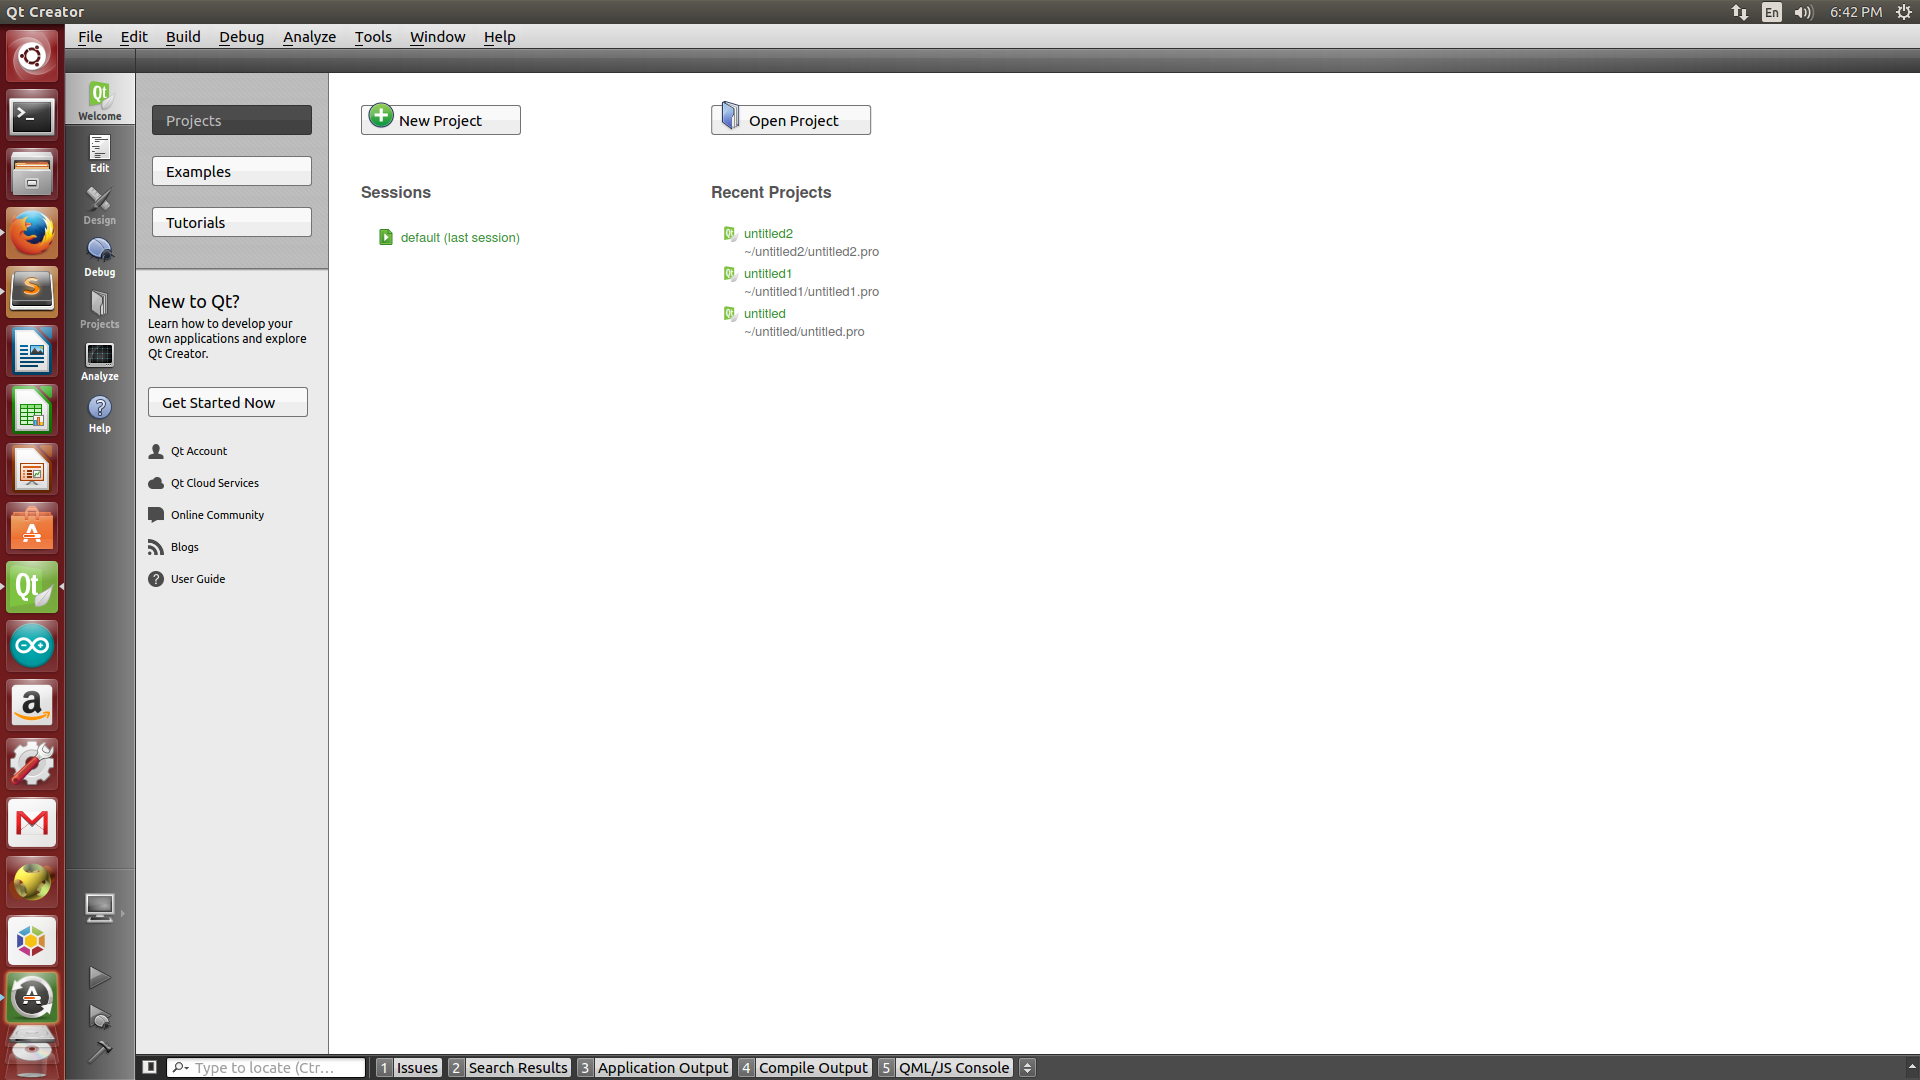 Qt Creator
En
6:42 PM
File Edit Build Debug Analyze Tools Window Help
Qt
Welcome
Edit
Design
Debug
Projects
Analyze
Help
Projects
Examples
Tutorials
New to Qt?
Learn how to develop your
own applications and explore
Qt Creator.
Get Started Now
Qt Account
Qt Cloud Services
Online Community
Blogs
User Guide
New Project
Open Project
Sessions
default (last session)
Recent Projects
untitled2
~/untitled2/untitled2.pro
untitled1
~/untitled1/untitled1.pro
untitled
~/untitled/untitled.pro
Type to locate (Ctr...
1 Issues 2 Search Results 3 Application Output 4 Compile Output 5 QML/JS Console